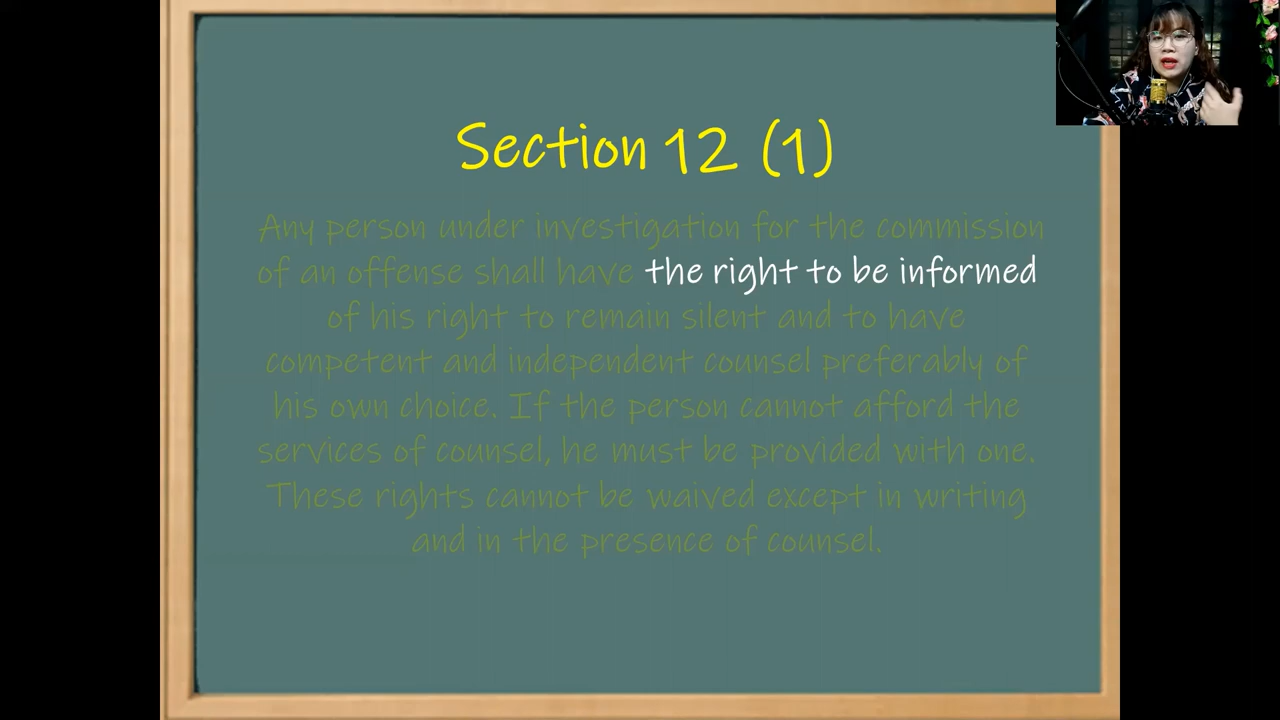 Section 12 (1)
Any person under investigation for the commission
of an offense shall have the right to be informed
of his right to remain silent and to have
competent and independent counsel preferably of
his own choice. If the person cannot afford the
services of counsel, he must be provided with one.
These rights cannot be waived except in writing
and in the presence of counsel.